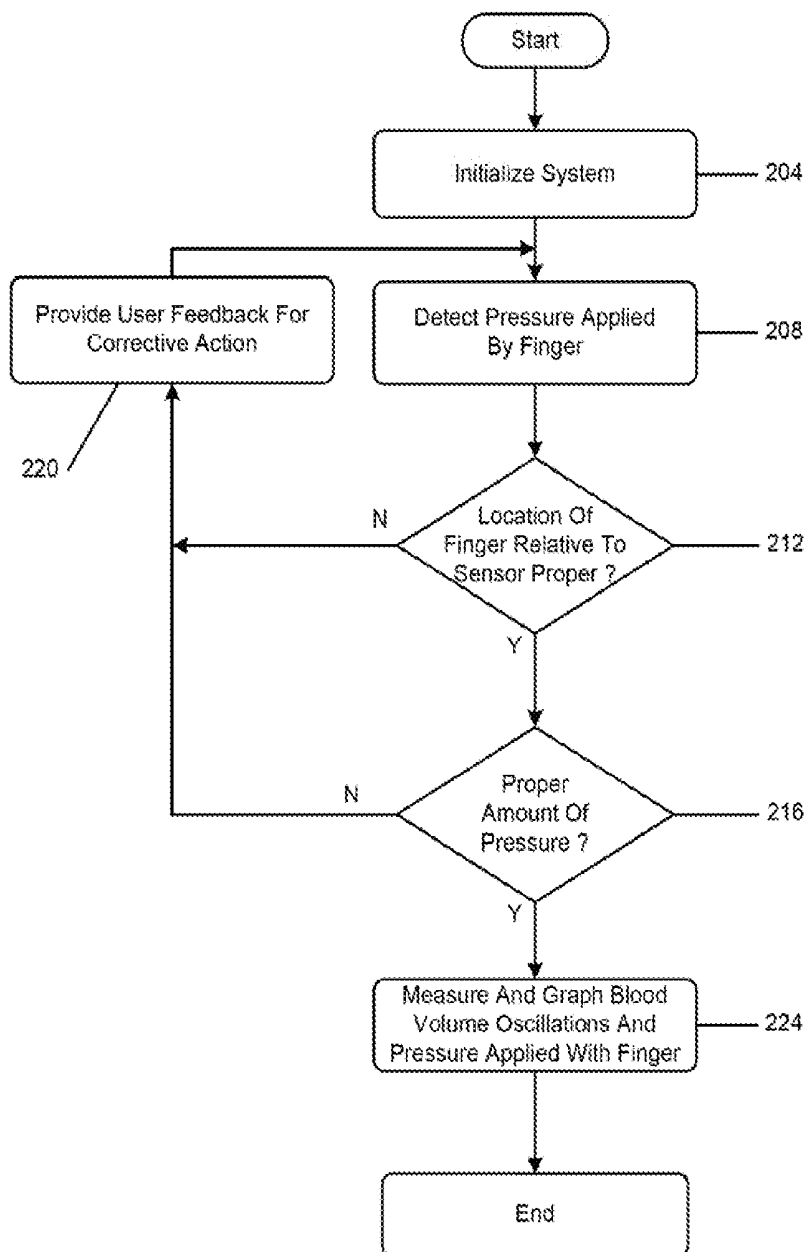 Start
Initialize System
204
Provide User Feedback For
Corrective Action
Detect Pressure Applied
By Finger
208
220
N
Location Of
Finger Relative To
Sensor Proper ?
212
Y
N
Proper
Amount Of
Pressure ?
216
Y
Measure And Graph Blood
Volume Oscillations And
Pressure Applied With Finger
224
End